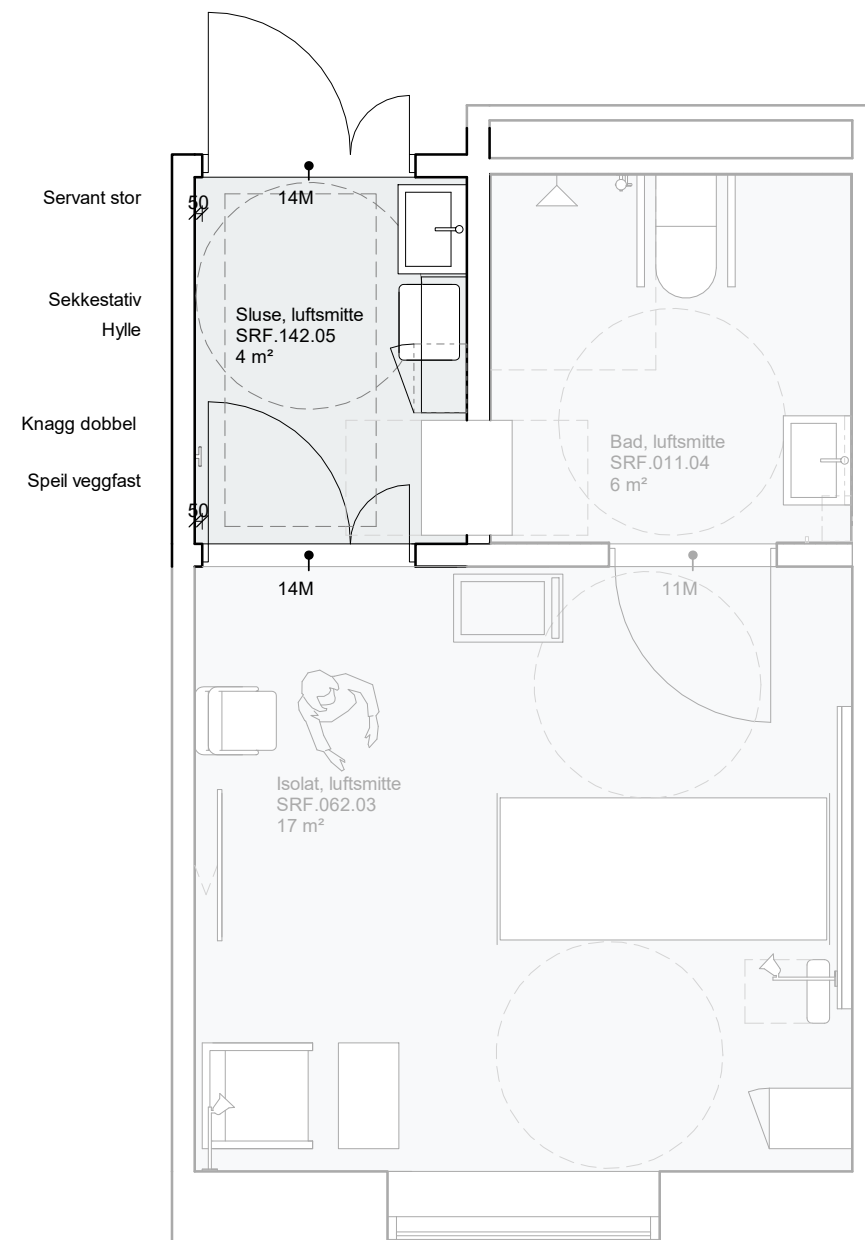 Servant stor
50
14M
Sekkestativ
Hylle
Sluse, luftsmitte
SRF.142.05
4 m²
Knagg dobbel
Speil veggfast
Bad, luftsmitte
SRF.011.04
6 m²
50
14M
11M
Isolat, luftsmitte
SRF.062.03
17 m²